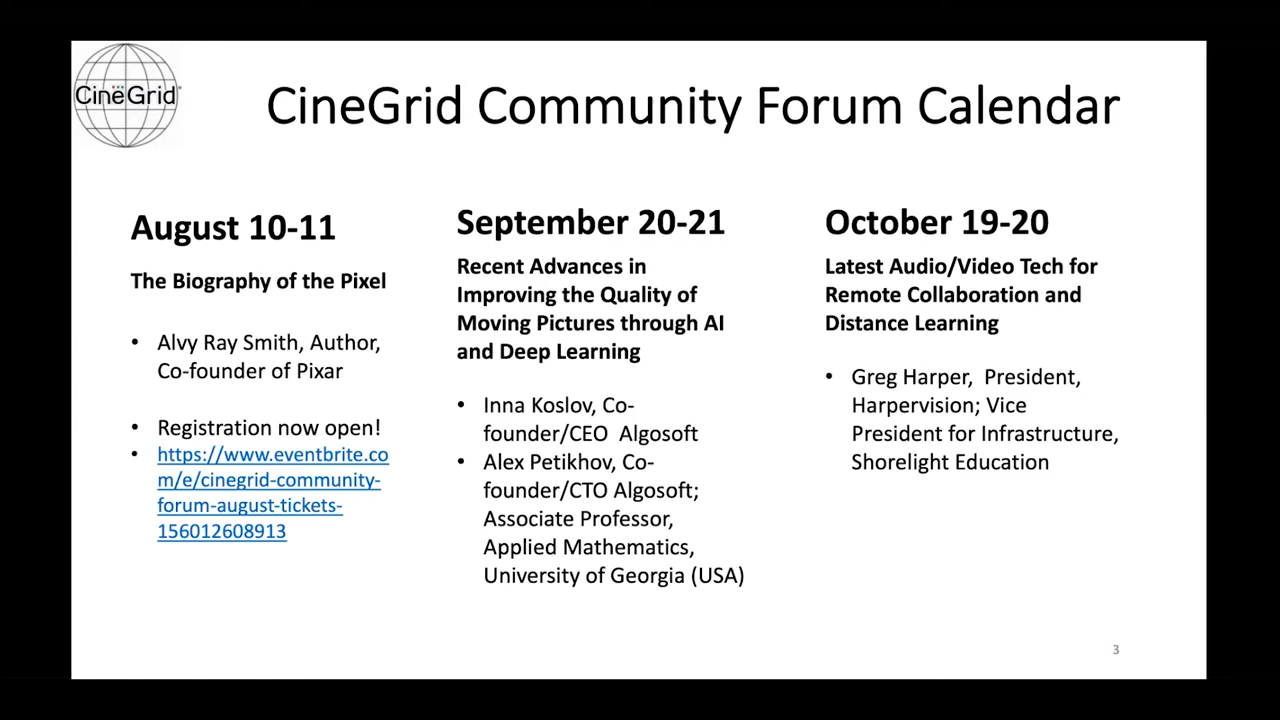 CineGrid
CineGrid Community Forum Calendar
August 10-11
The Biography of the Pixel
• Alvy Ray Smith, Author,
Co-founder of Pixar
• Registration now open!
• https://www.eventbrite.co
m/e/cinegrid-community-
forum-august-tickets-
156012608913
September 20-21
Recent Advances in
Improving the Quality of
Moving Pictures through AI
and Deep Learning
• Inna Koslov, Co-
founder/CEO Algosoft
• Alex Petikhov, Co-
founder/CTO Algosoft;
Associate Professor,
Applied Mathematics,
University of Georgia (USA)
October 19-20
Latest Audio/Video Tech for
Remote Collaboration and
Distance Learning
• Greg Harper, President,
Harpervision; Vice
President for Infrastructure,
Shorelight Education
3